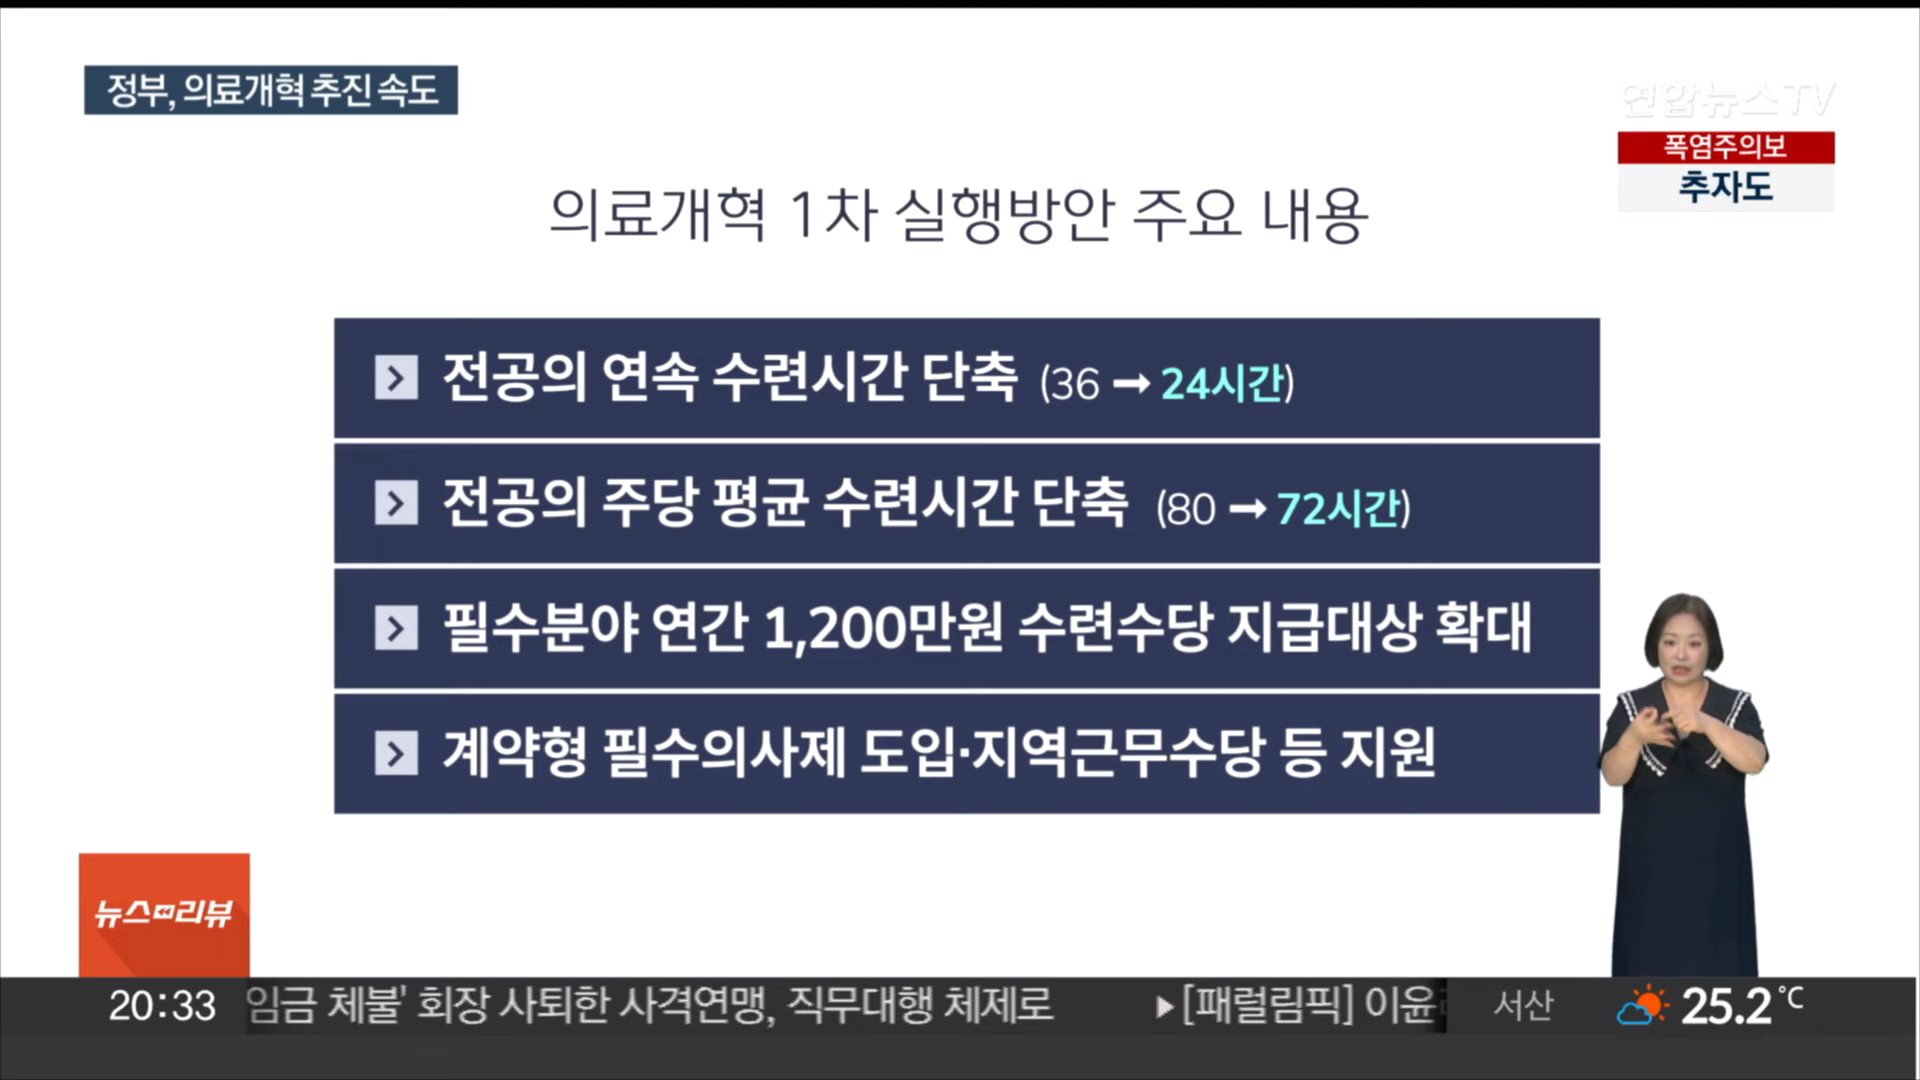 정부, 의료개혁 추진 속도
연합뉴스TV
폭염주의보
추자도
의료개혁 1차 실행방안 주요 내용
전공의 연속 수련시간 단축 (36 ➡ 24시간)
전공의 주당 평균 수련시간 단축 (80 ➡ 72시간)
필수분야 연간 1,200만원 수련수당 지급대상 확대
계약형 필수의사제 도입·지역근무수당 등 지원
뉴스리뷰
20:33 임금 체불' 회장 사퇴한 사격연맹, 직무대행 체제로 ▶[패럴림픽] 이윤 서산 25.2℃